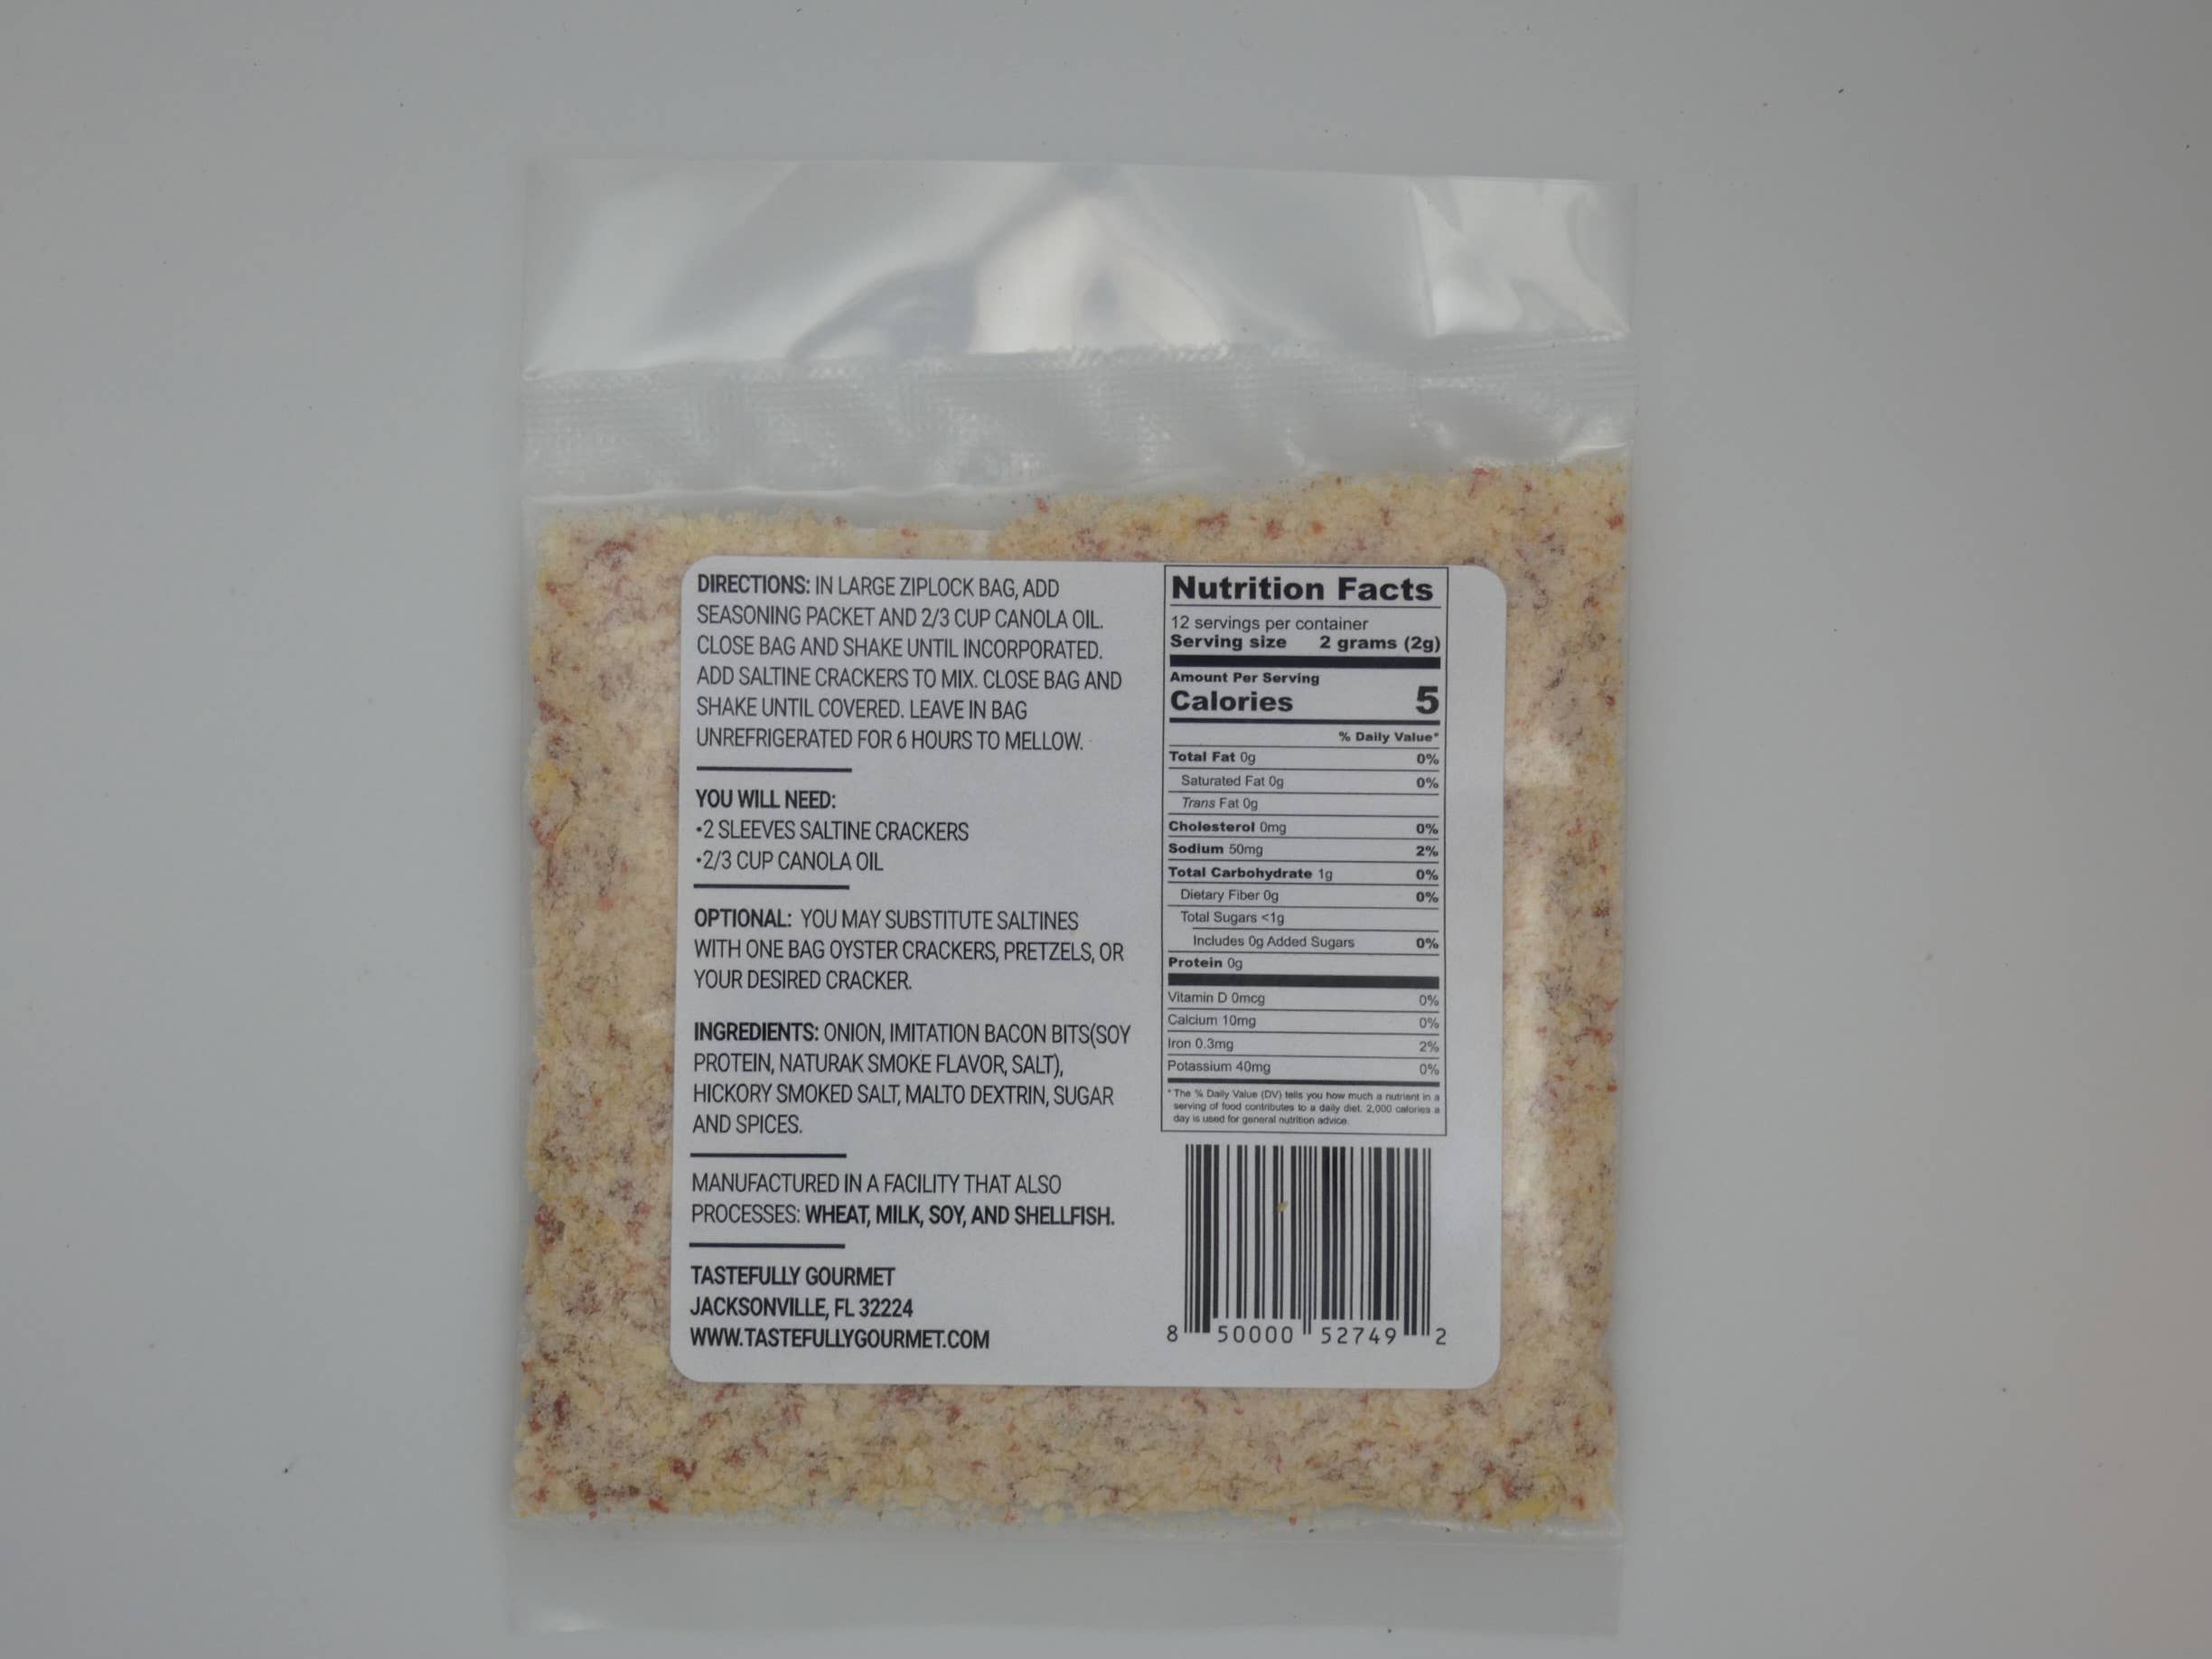 DIRECTIONS: IN LARGE ZIPLOCK BAG, ADD
SEASONING PACKET AND 2/3 CUP CANOLA OIL.
CLOSE BAG AND SHAKE UNTIL INCORPORATED.
ADD SALTINE CRACKERS TO MIX. CLOSE BAG AND
SHAKE UNTIL COVERED. LEAVE IN BAG
UNREFRIGERATED FOR 6 HOURS TO MELLOW.
YOU WILL NEED:
•2 SLEEVES SALTINE CRACKERS
•2/3 CUP CANOLA OIL
OPTIONAL: YOU MAY SUBSTITUTE SALTINES
WITH ONE BAG OYSTER CRACKERS, PRETZELS, OR
YOUR DESIRED CRACKER.
INGREDIENTS: ONION, IMITATION BACON BITS(SOY
PROTEIN, NATURAK SMOKE FLAVOR, SALT),
HICKORY SMOKED SALT, MALTO DEXTRIN, SUGAR
AND SPICES.
MANUFACTURED IN A FACILITY THAT ALSO
PROCESSES: WHEAT, MILK, SOY, AND SHELLFISH.
TASTEFULLY GOURMET
JACKSONVILLE, FL 32224
WWW.TASTEFULLYGOURMET.COM
Nutrition Facts
12 servings per container
Serving size 2 grams (2g)
Amount Per Serving
Calories 5
% Daily Value*
Total Fat 0g 0%
Saturated Fat 0g 0%
Trans Fat 0g
Cholesterol 0mg 0%
Sodium 50mg 2%
Total Carbohydrate 1g 0%
Dietary Fiber 0g 0%
Total Sugars <1g
Includes 0g Added Sugars 0%
Protein 0g
Vitamin D 0mcg 0%
Calcium 10mg 0%
Iron 0.3mg 2%
Potassium 40mg 0%
*The % Daily Value (DV) tells you how much a nutrient in a
serving of food contributes to a daily diet. 2,000 calories a
day is used for general nutrition advice.
8 50000 52749 2